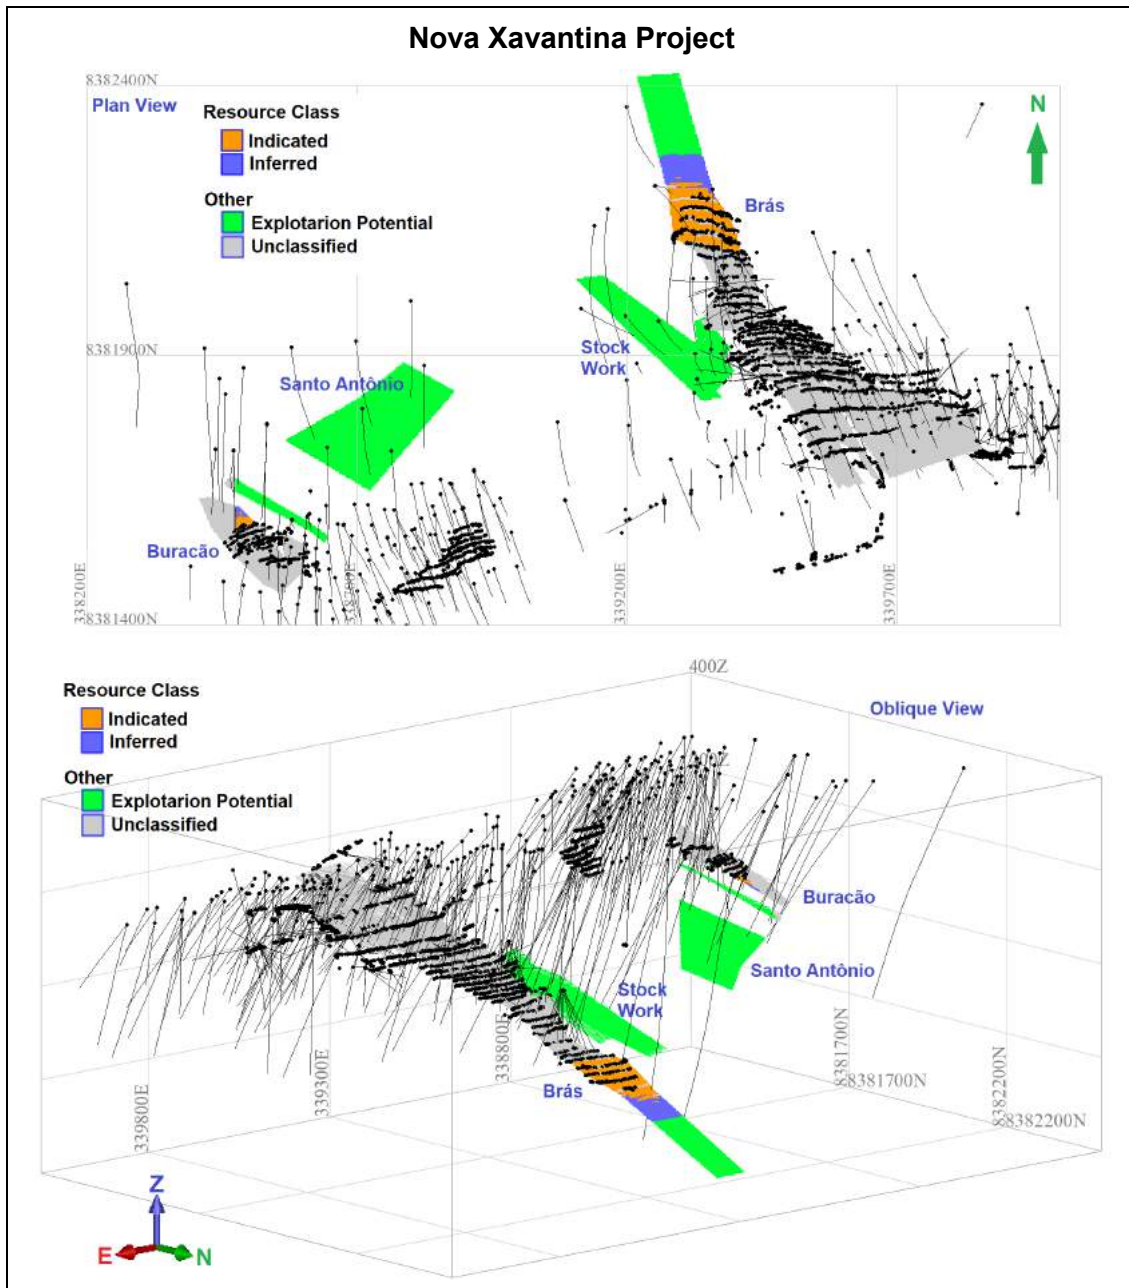 Nova Xavantina Project
8382400N
Plan View
Resource Class
Indicated
Inferred
Other
Explotarion Potential
Unclassified
N
Brás
8381900N
Stock
Work
Santo Antônio
Buracão
8381400N
338200E
339200E
339700E
400Z
Resource Class
Indicated
Inferred
Other
Explotarion Potential
Unclassified
Oblique View
Buracão
Santo Antônio
Stock
Work
Brás
339800E
339300E
338800E
8381700N
8381700N
8382200N
8382200N
Z
E
N